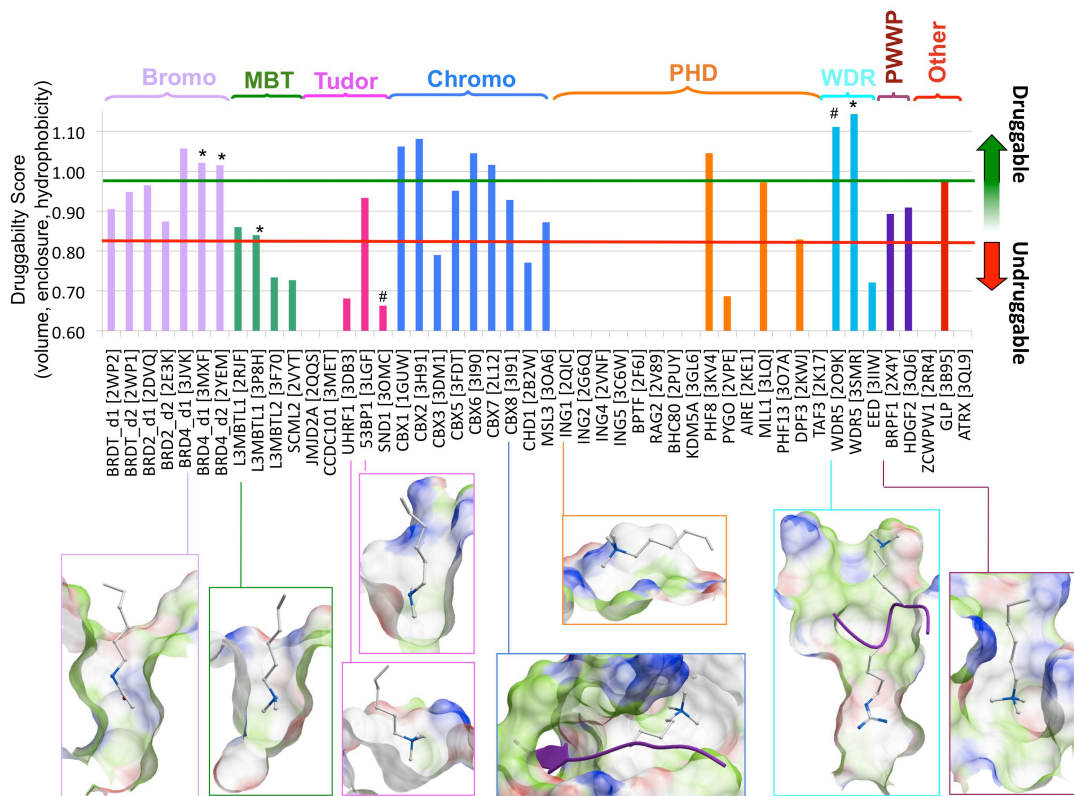 Bromo
MBT
Tudor
Chromo
PHD
WDR
PWWP
Other
Druggability Score
(volume, enclosure, hydrophobicity)
1.10
1.00
0.90
0.80
0.70
0.60
*
*
*
#
#
*
Druggable
Undruggable
BRDT_d1 [2WP2]
BRDT_d2 [2WP1]
BRD2_d1 [2DVQ]
BRD2_d2 [2E3K]
BRD4_d1 [3JVK]
BRD4_d1 [3MXF]
BRD4_d2 [2YEM]
L3MBTL1 [2RJF]
L3MBTL1 [3P8H]
L3MBTL2 [3F70]
SCML2 [2VYT]
JMJD2A [2QQS]
CCDC101 [3MET]
UHRF1 [3DB3]
53BP1 [3LGF]
SND1 [3OMC]
CBX1 [1GUW]
CBX2 [3H91]
CBX3 [3DM1]
CBX5 [3FDT]
CBX6 [3I90]
CBX7 [2L12]
CBX8 [3I91]
CHD1 [2B2W]
MSL3 [3OA6]
ING1 [2QIC]
ING2 [2G6Q]
ING4 [2VNF]
ING5 [3C6W]
BPTF [2F6J]
RAG2 [2V89]
BHC80 [2PUY]
KDM5A [3GL6]
PHF8 [3KV4]
PYGO [2VPE]
AIRE [2KE1]
MLL1 [3LQJ]
PHF13 [3O7A]
DPF3 [2KWJ]
TAF3 [2K17]
WDR5 [2O9K]
WDR5 [3SMR]
EED [3IIW]
BRPF1 [2X4Y]
HDGF2 [3QJ6]
ZCWPW1 [2RR4]
GLP [3B95]
ATRX [3QL9]